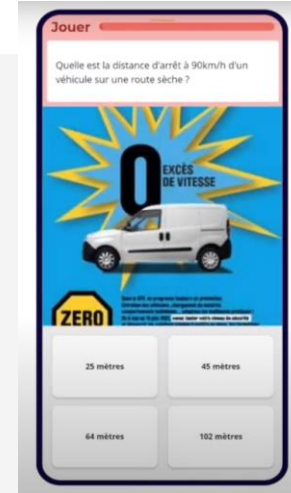 Jouer
Quelle est la distance d'arrêt à 90km/h d'un
véhicule sur une route sèche ?
0 EXCÈS
DE VITESSE
ZERO
25 mètres
45 mètres
64 mètres
102 mètres